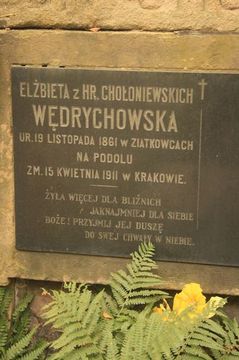 ELŻBIETA z HR. CHOŁONIEWSKICH
WĘDRYCHOWSKA
UR. 19 LISTOPADA 1861 W ZIATKOWCACH
NA PODOLU
ZM. 15 KWIETNIA 1911 W KRAKOWIE.
ŻYŁA WIĘCEJ DLA BLIŹNICH
JAKNAJMNIEJ DLA SIEBIE
BOŻE! PRZYJMIJ JEJ DUSZĘ
DO SWEJ CHWAŁY W NIEBIE.